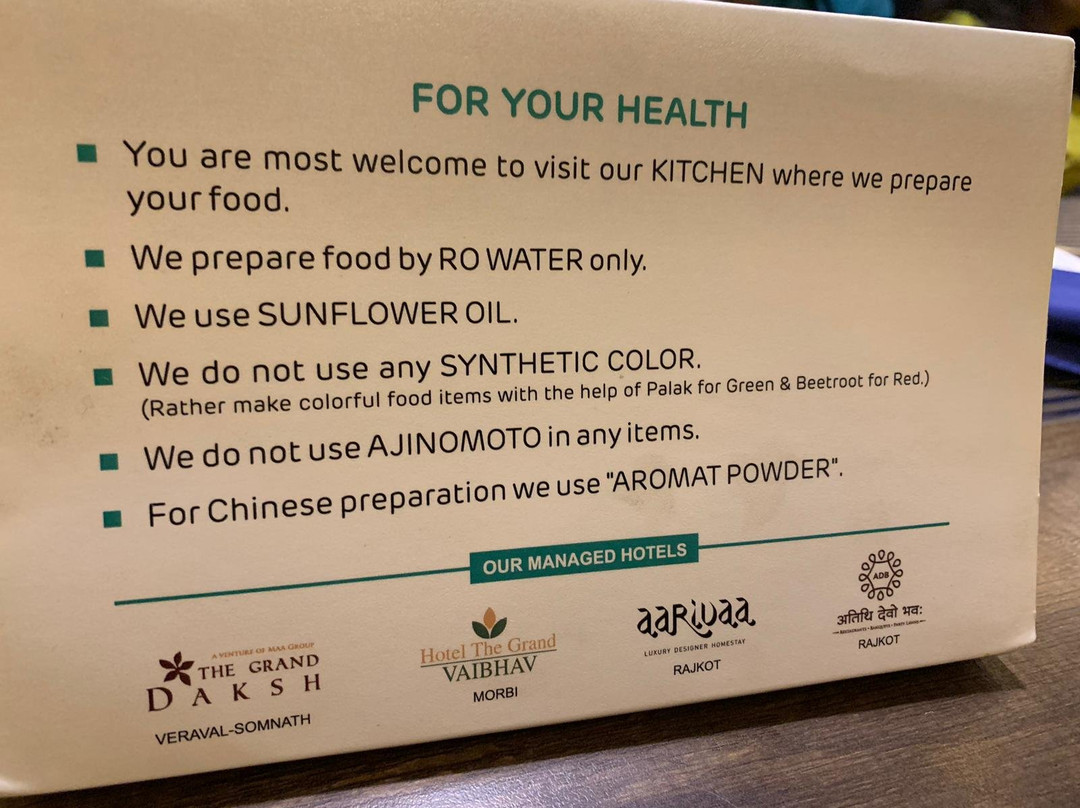 FOR YOUR HEALTH
You are most welcome to visit our KITCHEN where we prepare
your food.
We prepare food by RO WATER only.
We use SUNFLOWER OIL.
We do not use any SYNTHETIC COLOR.
(Rather make colorful food items with the help of Palak for Green & Beetroot for Red.)
We do not use AJINOMOTO in any items.
For Chinese preparation we use "AROMAT POWDER".
OUR MANAGED HOTELS
A VENTURE OF MAA GROUP
THE GRAND
DAKSH
VERAVAL-SOMNATH
Hotel The Grand
VAIBHAV
MORBI
aaRivaa
LUXURY DESIGNER HOMESTAY
RAJKOT
ADB
अतिथि देवो भव:
RESTAURANTS • BANQUETS • PARTY LAWNS
RAJKOT